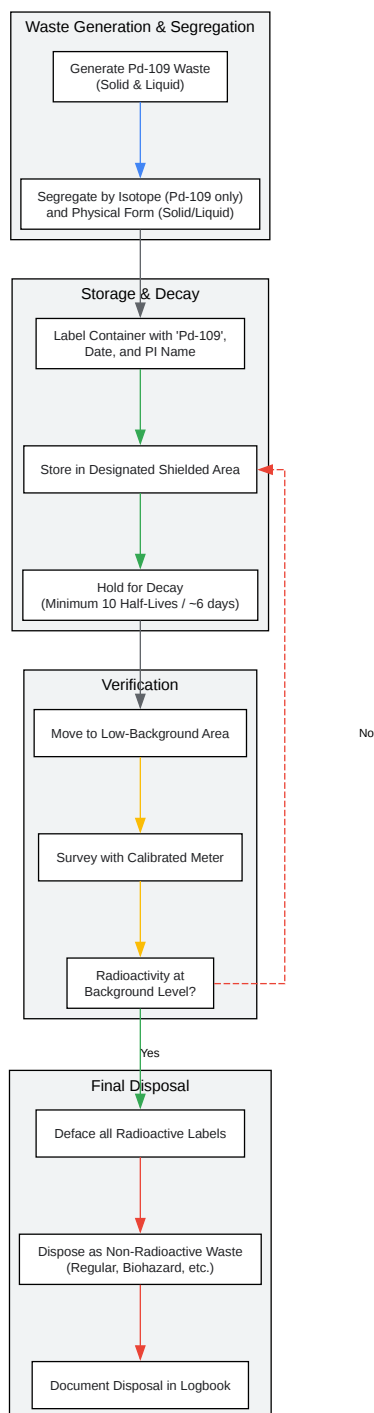 Waste Generation & Segregation
Generate Pd-109 Waste
(Solid & Liquid)
Segregate by Isotope (Pd-109 only)
and Physical Form (Solid/Liquid)
Storage & Decay
Label Container with 'Pd-109',
Date, and PI Name
Store in Designated Shielded Area
Hold for Decay
(Minimum 10 Half-Lives / ~6 days)
Verification
Move to Low-Background Area
No
Survey with Calibrated Meter
Radioactivity at
Background Level?
Yes
Final Disposal
Deface all Radioactive Labels
Dispose as Non-Radioactive Waste
(Regular, Biohazard, etc.)
Document Disposal in Logbook